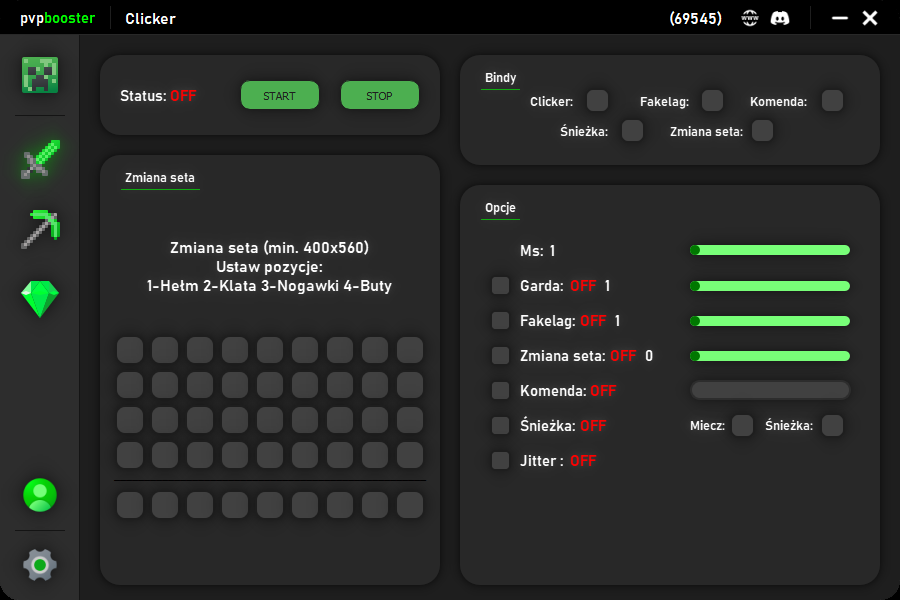 pvpbooster Clicker (69545) WWW
Status: OFF START STOP
Zmiana seta
Zmiana seta (min. 400x560)
Ustaw pozycje:
1-Hełm 2-Klata 3-Nogawki 4-Buty
Bindy
Clicker: Fakelag: Komenda:
Śnieżka: Zmiana seta:
Opcje
Ms: 1
Garda: OFF 1
Fakelag: OFF 1
Zmiana seta: OFF 0
Komenda: OFF
Śnieżka: OFF Miecz: Śnieżka:
Jitter : OFF